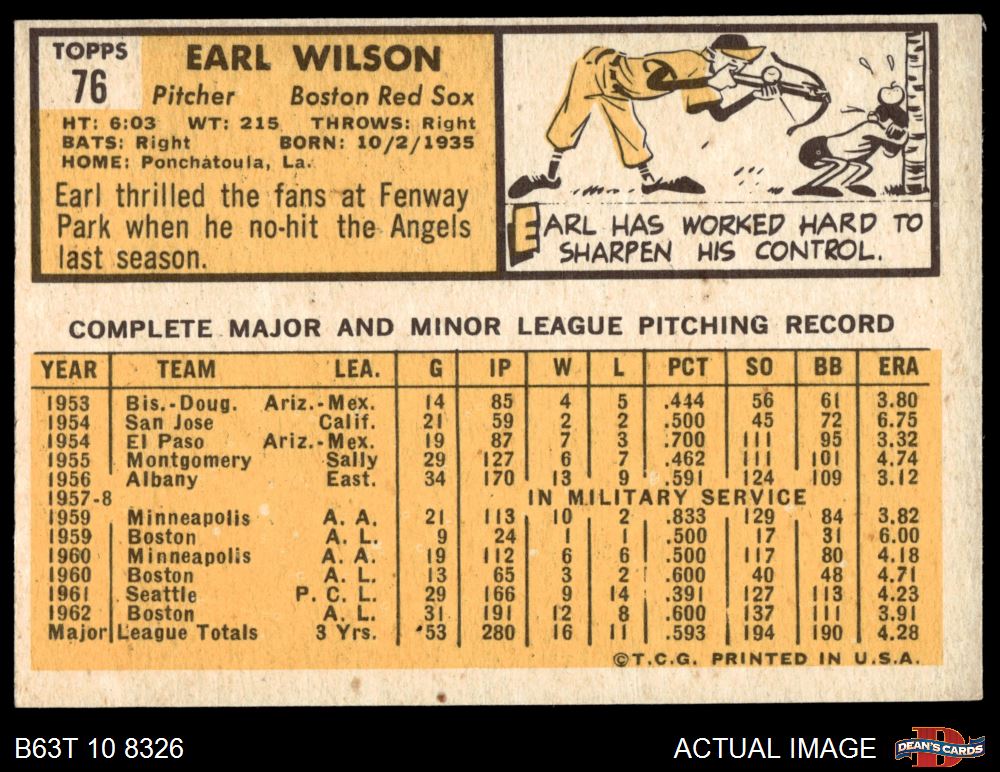 TOPPS
76
EARL WILSON
Pitcher Boston Red Sox
HT: 6:03 WT: 215 THROWS: Right
BATS: Right BORN: 10/2/1935
HOME: Ponchatoula, La.
Earl thrilled the fans at Fenway
Park when he no-hit the Angels
last season.
EARL HAS WORKED HARD TO
SHARPEN HIS CONTROL.
COMPLETE MAJOR AND MINOR LEAGUE PITCHING RECORD
YEAR TEAM LEA. G IP W L PCT SO BB ERA
1953 Bis.-Doug. Ariz.-Mex. 14 85 4 5 .444 56 61 3.80
1954 San Jose Calif. 21 59 2 2 .500 45 72 6.75
1954 El Paso Ariz.-Mex. 19 87 7 3 .700 111 95 3.32
1955 Montgomery Sally 29 127 6 7 .462 111 101 4.74
1956 Albany East. 34 170 13 9 .591 124 109 3.12
1957-8 IN MILITARY SERVICE
1959 Minneapolis A. A. 21 113 10 2 .833 129 84 3.82
1959 Boston A. L. 9 24 1 1 .500 17 31 6.00
1960 Minneapolis A. A. 19 112 6 6 .500 117 80 4.18
1960 Boston A. L. 13 65 3 2 .600 40 48 4.71
1961 Seattle P. C. L. 29 166 9 14 .391 127 113 4.23
1962 Boston A. L. 31 191 12 8 .600 137 111 3.91
Major League Totals 3 Yrs. 53 280 16 11 .593 194 190 4.28
©T.C.G. PRINTED IN U.S.A.
B63T 10 8326
ACTUAL IMAGE
D
DEAN'S CARDS